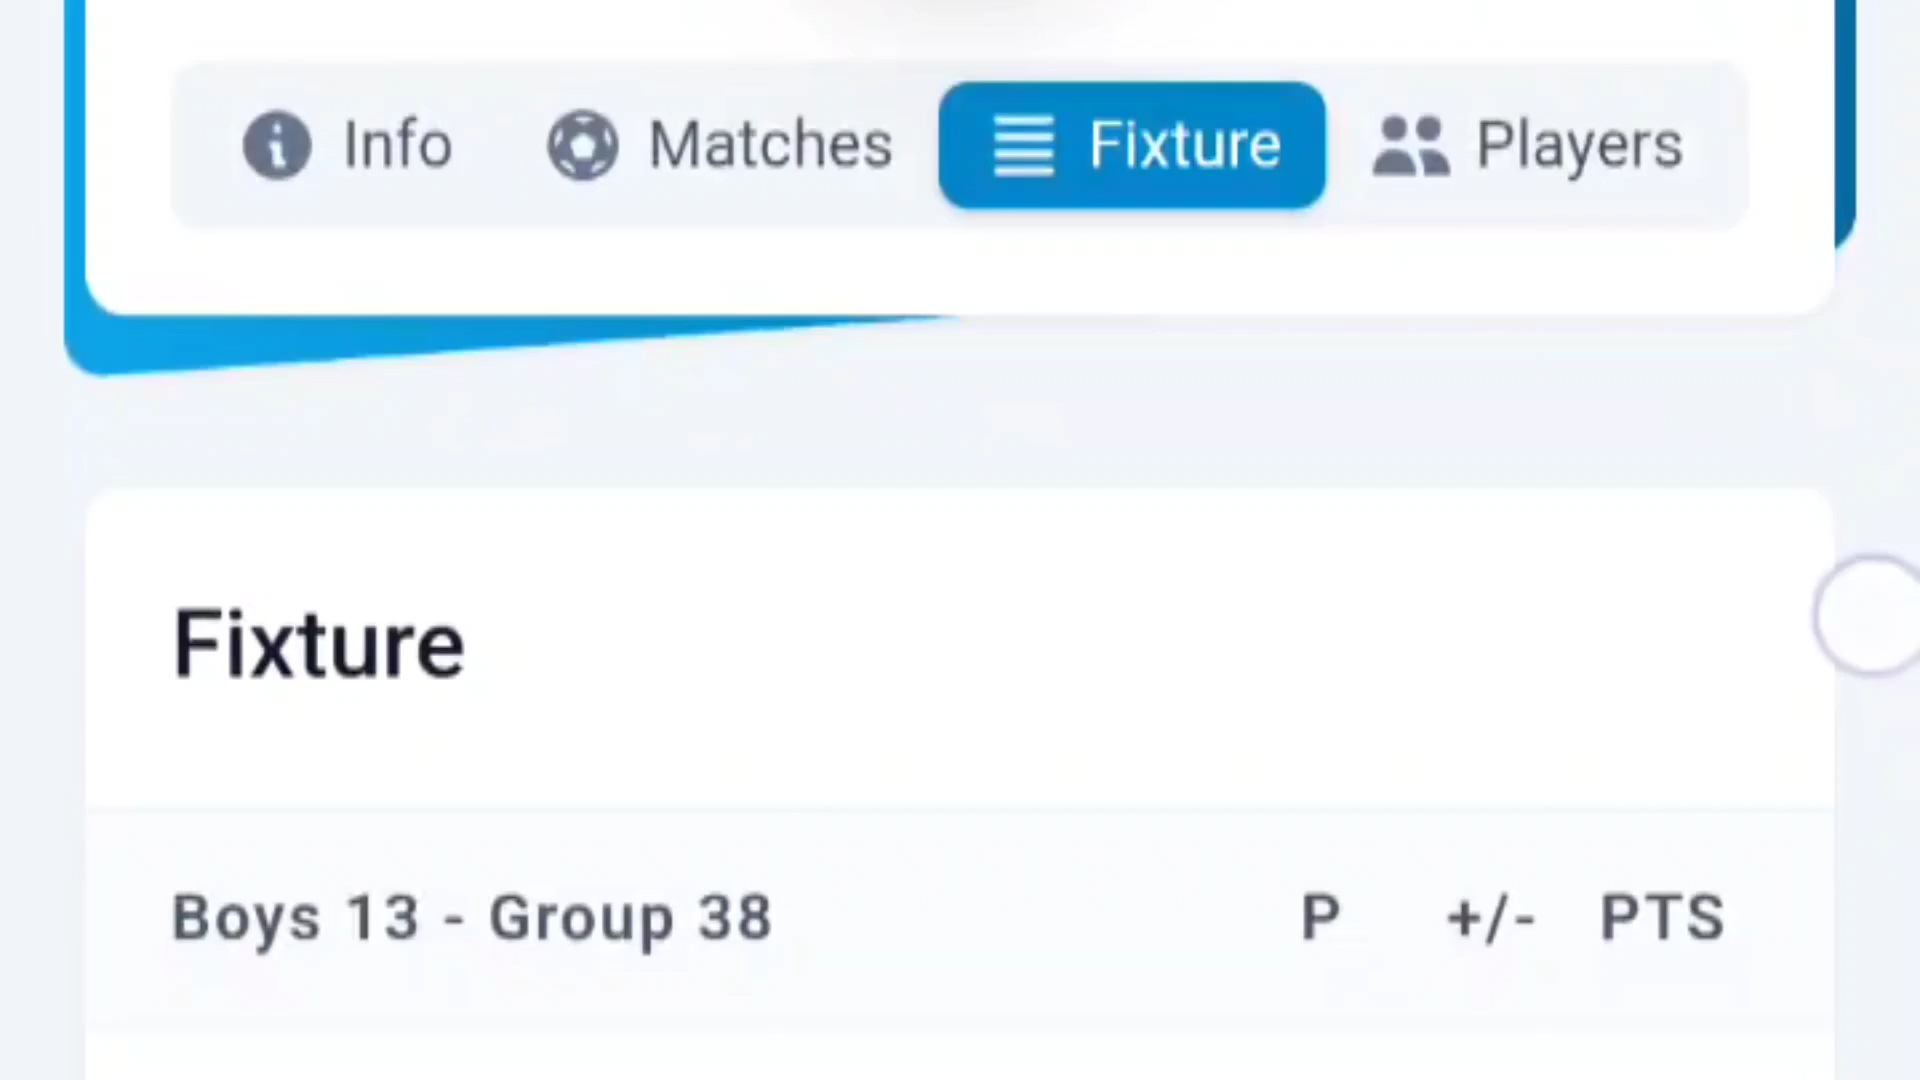 Info Matches Fixture Players
Fixture
Boys 13 - Group 38 P +/- PTS